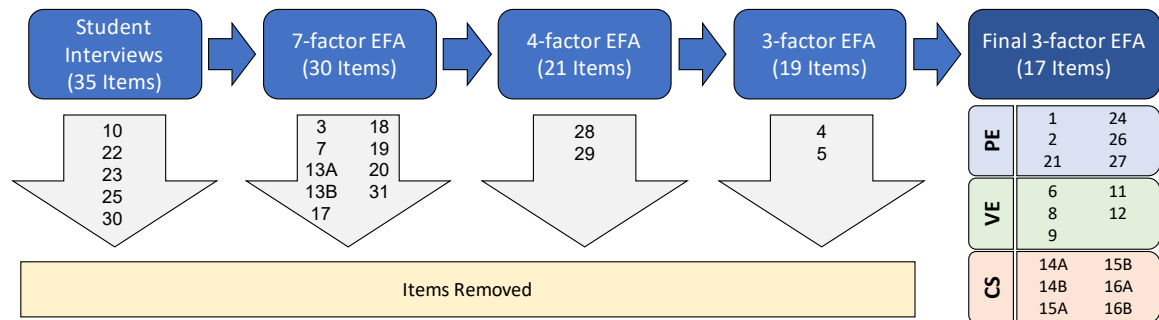 Student
Interviews
(35 Items)
7-factor EFA
(30 Items)
4-factor EFA
(21 Items)
3-factor EFA
(19 Items)
Final 3-factor EFA
(17 Items)
10
22
23
25
30
3 18
7 19
13A 20
13B 31
17
28
29
4
5
PE
1 24
2 26
21 27
VE
6 11
8 12
9
CS
14A 15B
14B 16A
15A 16B
Items Removed